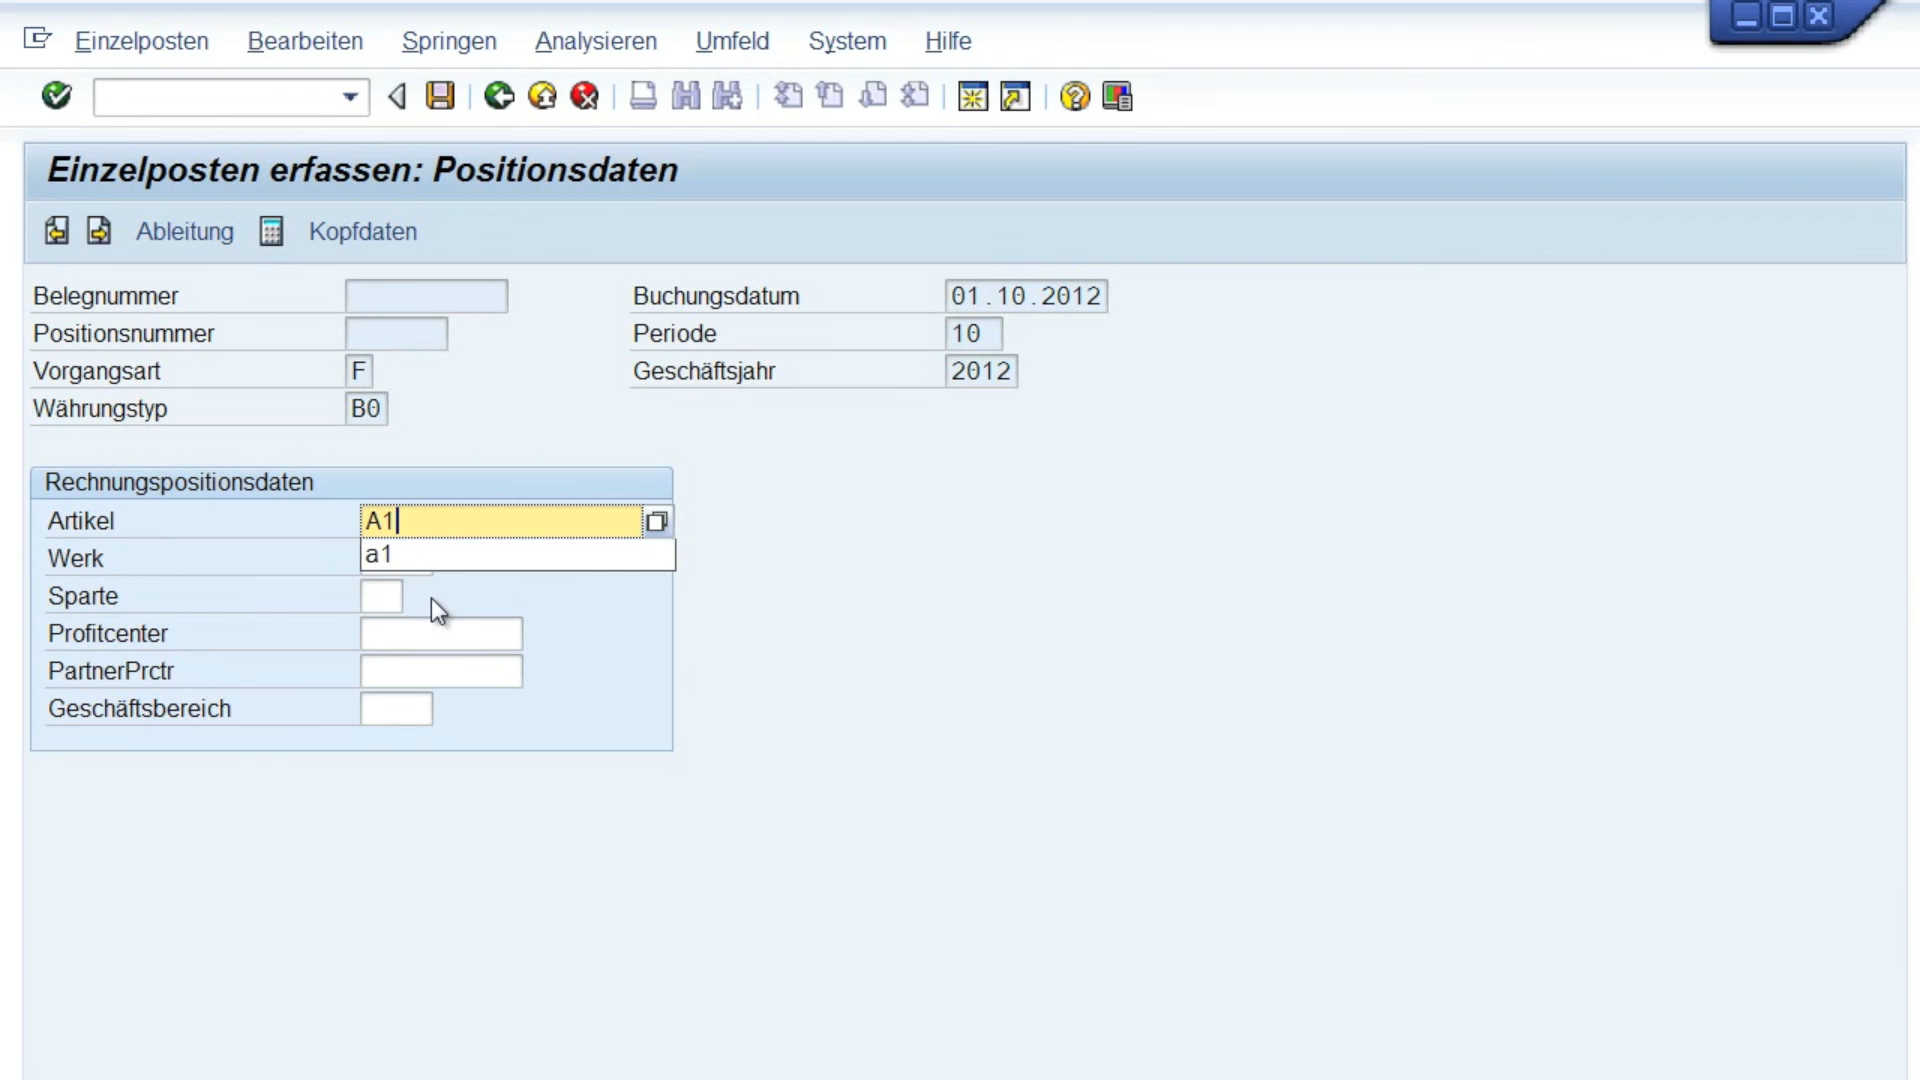 Einzelposten Bearbeiten Springen Analysieren Umfeld System Hilfe
Einzelposten erfassen: Positionsdaten
Ableitung Kopfdaten
Belegnummer Buchungsdatum 01.10.2012
Positionsnummer Periode 10
Vorgangsart F Geschäftsjahr 2012
Währungstyp B0
Rechnungspositionsdaten
Artikel A1
a1
Werk
Sparte
Profitcenter
PartnerPrctr
Geschäftsbereich